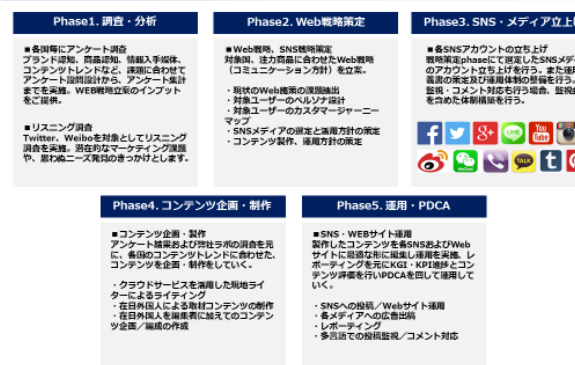 Phase1. 調査・分析
■各国毎にアンケート調査
ブランド認知、商品認知、情報入手媒体、
コンテンツトレンドなど、課題に合わせて
アンケート設問設計から、アンケート集計
までを実施。WEB戦略立案のインプット
をご提供。
■リスニング調査
Twitter、Weiboを対象としてリスニング
調査を実施。潜在的なマーケティング課題
や、思わぬニーズ発見のきっかけとします。
Phase2. Web戦略策定
■Web戦略、SNS戦略策定
対象国、注力商品に合わせたWeb戦略
（コミュニケーション方針）を立案。
・現状のWeb施策の課題抽出
・対象ユーザーのペルソナ設計
・対象ユーザーのカスタマージャーニー
マップ
・SNSメディアの選定と活用方針の策定
・コンテンツ製作、運用方針の策定
Phase3. SNS・メディア立上
■各SNSアカウントの立ち上げ
戦略策定phaseにて選定したSNSメデ
のアカウント立ち上げを行う。また運用
義書の策定及び運用体制の整備を行う。
監視・コメント対応も行う場合、監視
を含めた体制構築を行う。
LINE
You
Tube
WeChat
TALK
Phase4. コンテンツ企画・制作
■コンテンツ企画・製作
アンケート結果および弊社ラボの調査を元
に、各国のコンテンツトレンドに合わせた、
コンテンツを企画・制作をしていく。
・クラウドサービスを活用した現地ライ
ターによるライティング
・在日外国人による取材コンテンツの制作
・在日外国人を編集者に加えてのコンテン
ツ企画／編成の作成
Phase5. 運用・PDCA
■SNS・WEBサイト運用
製作したコンテンツを各SNSおよびWeb
サイトに最適な形に編集し運用を実施、レ
ポーティングを元にKGI・KPI進捗とコン
テンツ評価を行いPDCAを回して運用して
いく。
・SNSへの投稿／Webサイト運用
・各メディアへの広告出稿
・レポーティング
・多言語での投稿監視／コメント対応